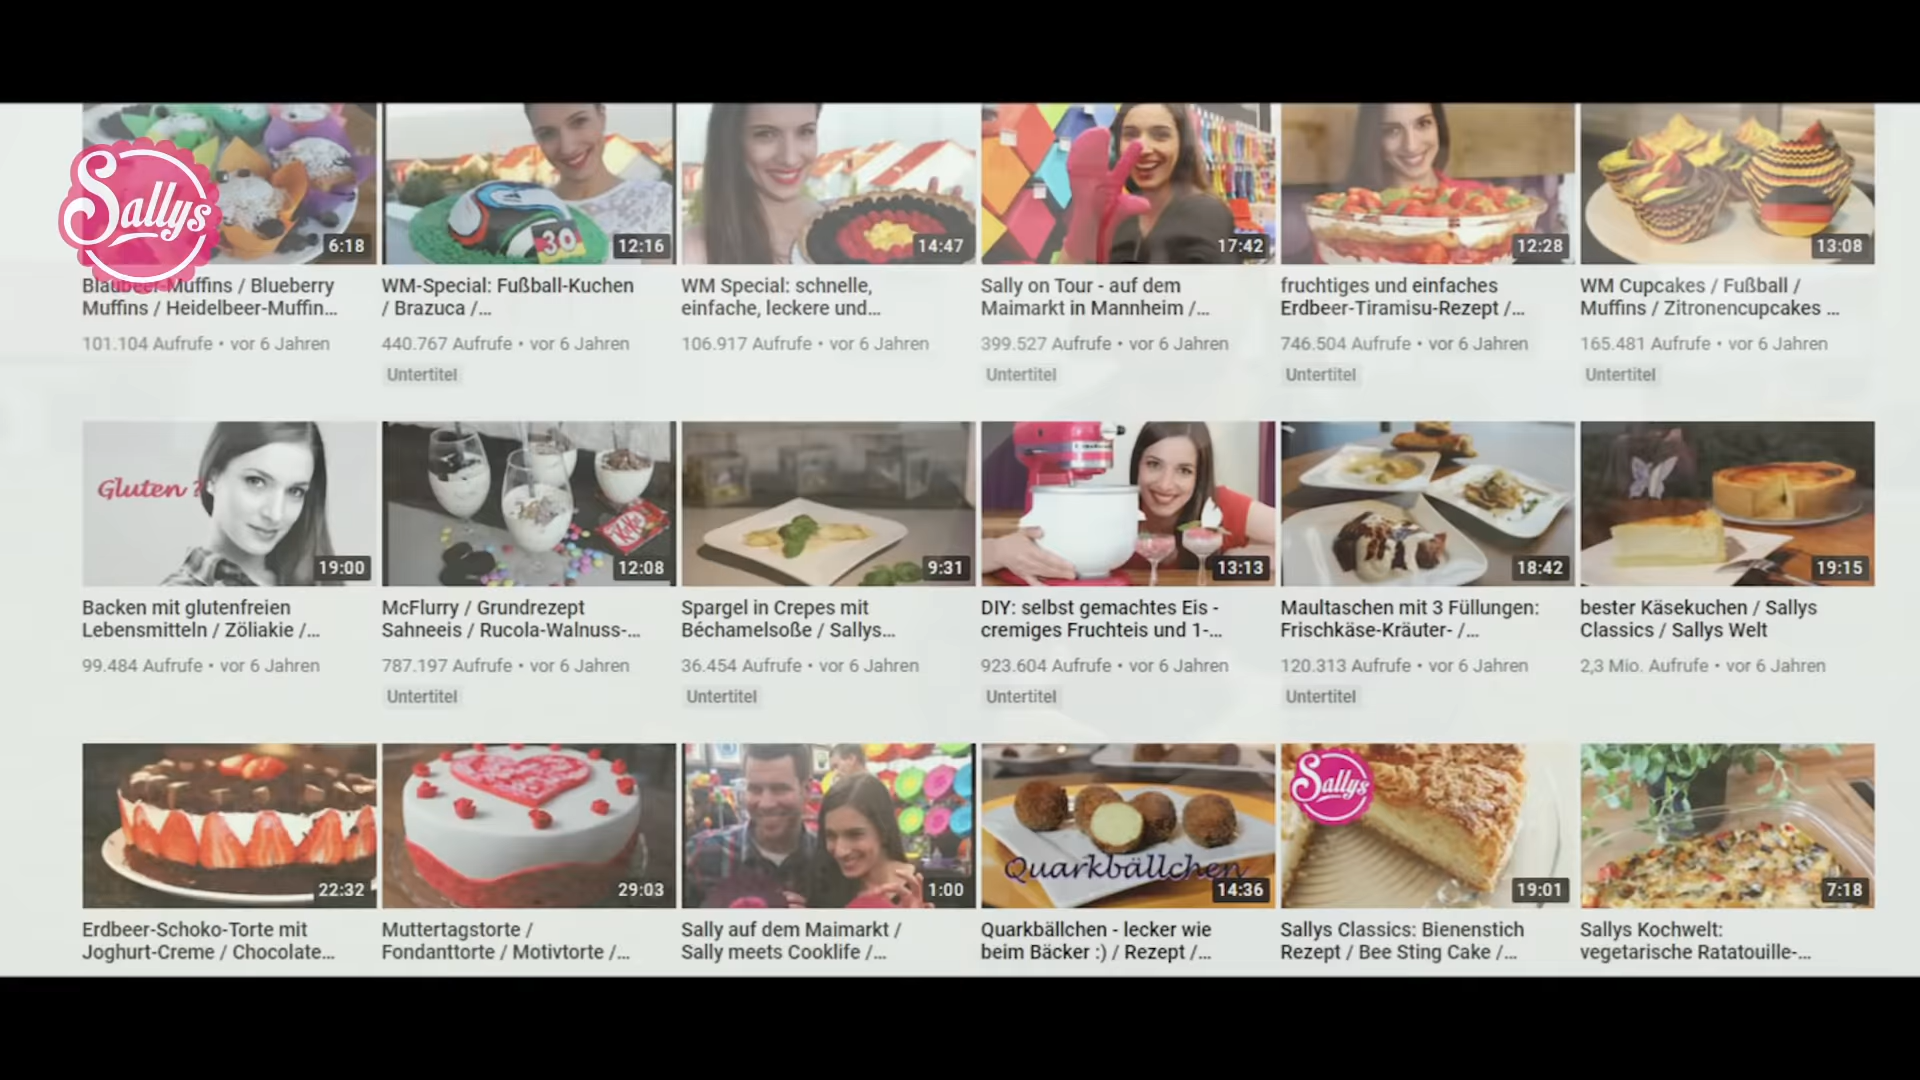 Sallys
6:18
12:16
30
14:47
17:42
12:28
13:08
Blaubeer-Muffins / Blueberry
Muffins / Heidelbeer-Muffin...
101.104 Aufrufe • vor 6 Jahren
WM-Special: Fußball-Kuchen
/ Brazuca /...
440.767 Aufrufe • vor 6 Jahren
Untertitel
WM Special: schnelle,
einfache, leckere und...
106.917 Aufrufe • vor 6 Jahren
Sally on Tour - auf dem
Maimarkt in Mannheim /...
399.527 Aufrufe • vor 6 Jahren
Untertitel
fruchtiges und einfaches
Erdbeer-Tiramisu-Rezept /...
746.504 Aufrufe • vor 6 Jahren
Untertitel
WM Cupcakes / Fußball /
Muffins / Zitronencupcakes ...
165.481 Aufrufe • vor 6 Jahren
Untertitel
Gluten ?
19:00
KitKat
12:08
9:31
13:13
18:42
19:15
Backen mit glutenfreien
Lebensmitteln / Zöliakie /...
99.484 Aufrufe • vor 6 Jahren
McFlurry / Grundrezept
Sahneeis / Rucola-Walnuss-...
787.197 Aufrufe • vor 6 Jahren
Untertitel
Spargel in Crepes mit
Béchamelsoße / Sallys...
36.454 Aufrufe • vor 6 Jahren
Untertitel
DIY: selbst gemachtes Eis -
cremiges Fruchteis und 1-...
923.604 Aufrufe • vor 6 Jahren
Untertitel
Maultaschen mit 3 Füllungen:
Frischkäse-Kräuter- /...
120.313 Aufrufe • vor 6 Jahren
Untertitel
bester Käsekuchen / Sallys
Classics / Sallys Welt
2,3 Mio. Aufrufe • vor 6 Jahren
22:32
29:03
1:00
Quarkbällchen
14:36
Sallys
19:01
7:18
Erdbeer-Schoko-Torte mit
Joghurt-Creme / Chocolate...
Muttertagstorte /
Fondanttorte / Motivtorte /...
Sally auf dem Maimarkt /
Sally meets Cooklife /...
Quarkbällchen - lecker wie
beim Bäcker :) / Rezept /...
Sallys Classics: Bienenstich
Rezept / Bee Sting Cake /...
Sallys Kochwelt:
vegetarische Ratatouille-...